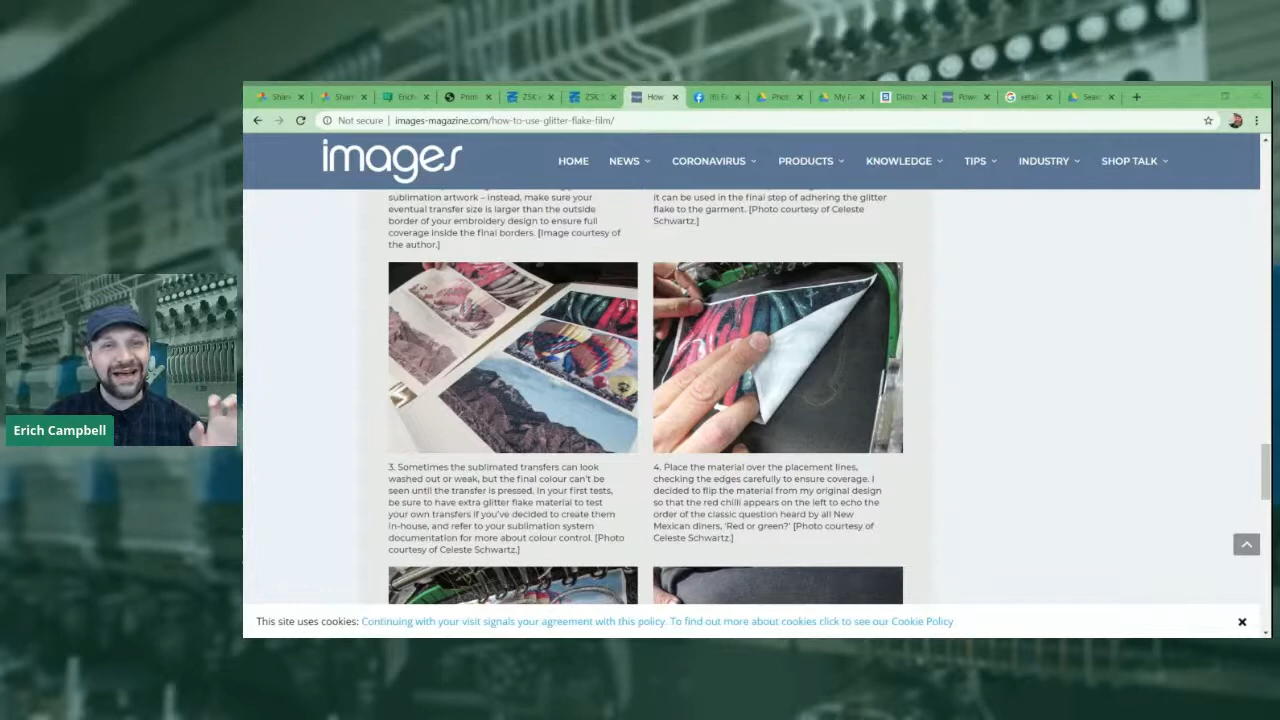 How
Not secure | images-magazine.com/how-to-use-glitter-flake-film/
images
HOME NEWS CORONAVIRUS PRODUCTS KNOWLEDGE TIPS INDUSTRY SHOP TALK
sublimation artwork – instead, make sure your
eventual transfer size is larger than the outside
border of your embroidery design to ensure full
coverage inside the final borders. [Image courtesy of
the author.]
it can be used in the final step of adhering the glitter
flake to the garment. [Photo courtesy of Celeste
Schwartz.]
3. Sometimes the sublimated transfers can look
washed out or weak, but the final colour can't be
seen until the transfer is pressed. In your first tests,
be sure to have extra glitter flake material to test
your own transfers if you've decided to create them
in-house, and refer to your sublimation system
documentation for more about colour control. [Photo
courtesy of Celeste Schwartz.]
4. Place the material over the placement lines,
checking the edges carefully to ensure coverage. I
decided to flip the material from my original design
so that the red chilli appears on the left to echo the
order of the classic question heard by all New
Mexican diners, 'Red or green?' [Photo courtesy of
Celeste Schwartz.]
This site uses cookies: Continuing with your visit signals your agreement with this policy. To find out more about cookies click to see our Cookie Policy
Erich Campbell